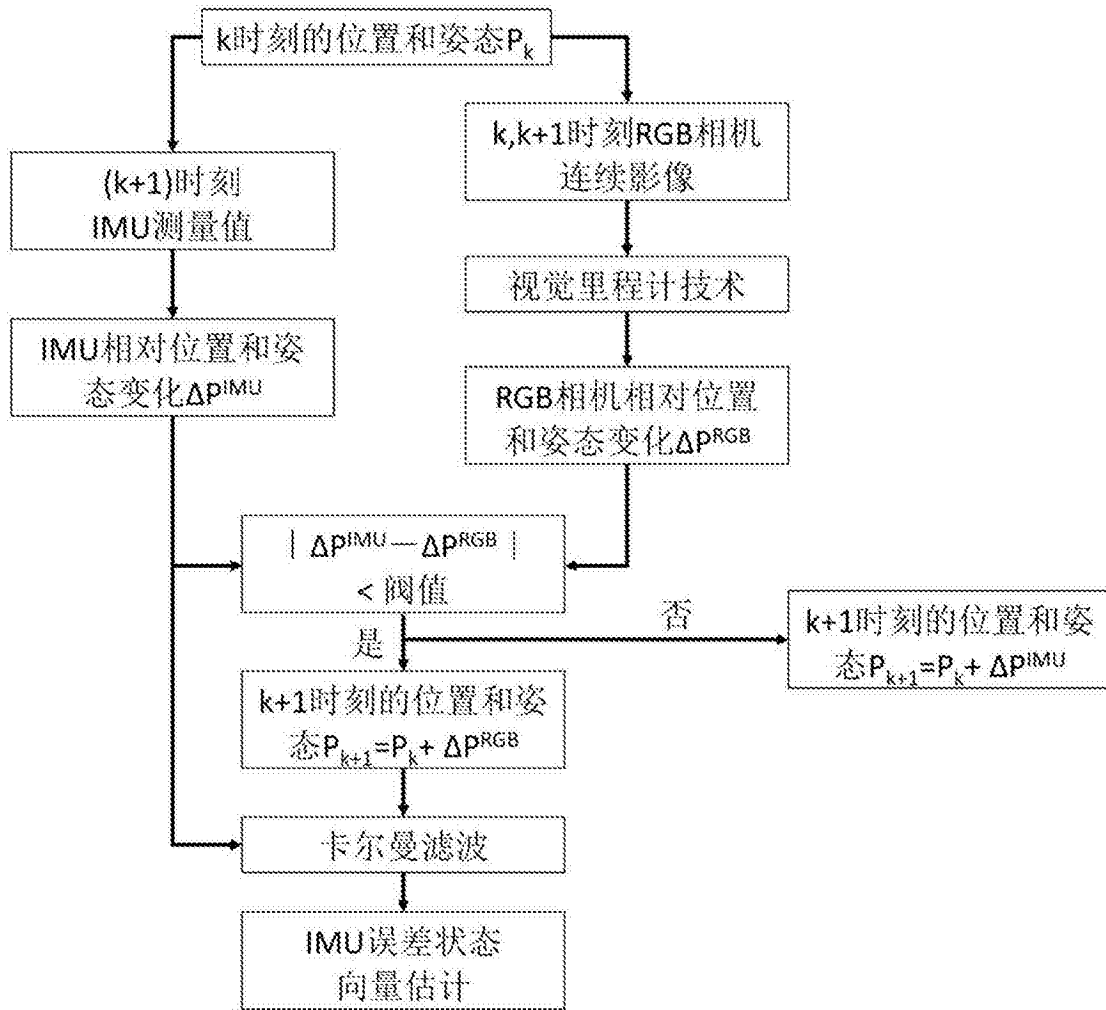 k时刻的位置和姿态Pₖ
(k+1)时刻
IMU测量值
IMU相对位置和姿
态变化ΔPᴵᴹᵁ
k,k+1时刻RGB相机
连续影像
视觉里程计技术
RGB相机相对位置
和姿态变化ΔPᴿᴳᴮ
| ΔPᴵᴹᵁ—ΔPᴿᴳᴮ |
< 阀值
是
否
k+1时刻的位置和姿
态Pₖ₊₁=Pₖ+ ΔPᴵᴹᵁ
k+1时刻的位置和姿
态Pₖ₊₁=Pₖ+ ΔPᴿᴳᴮ
卡尔曼滤波
IMU误差状态
向量估计